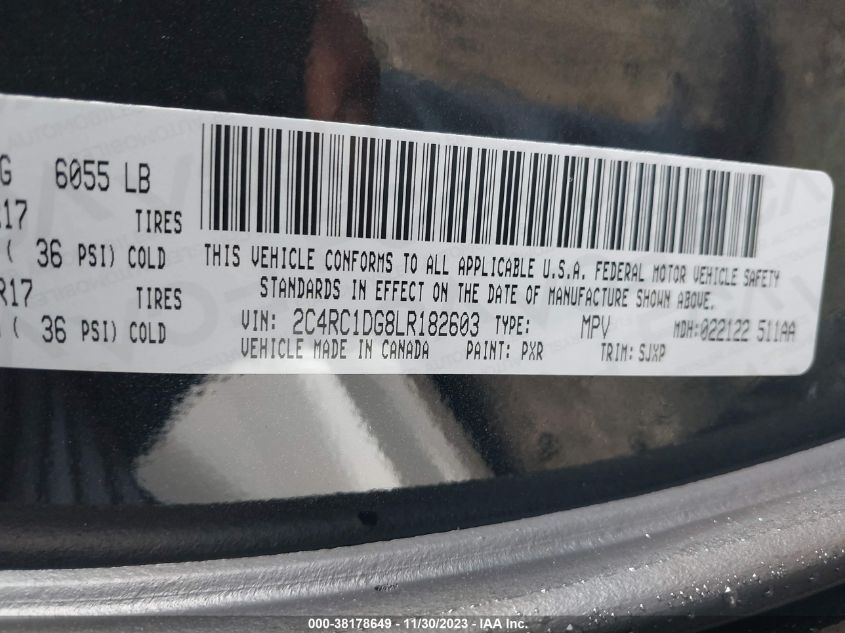 G 6055 LB
R17 TIRES
( 36 PSI) COLD
R17 TIRES
( 36 PSI) COLD
THIS VEHICLE CONFORMS TO ALL APPLICABLE U.S.A. FEDERAL MOTOR VEHICLE SAFETY
STANDARDS IN EFFECT ON THE DATE OF MANUFACTURE SHOWN ABOVE.
VIN: 2C4RC1DG8LR182603 TYPE: MPV MDH:022122 511AA
VEHICLE MADE IN CANADA PAINT: PXR TRIM: SJXP
000-38178649 - 11/30/2023 - IAA Inc.